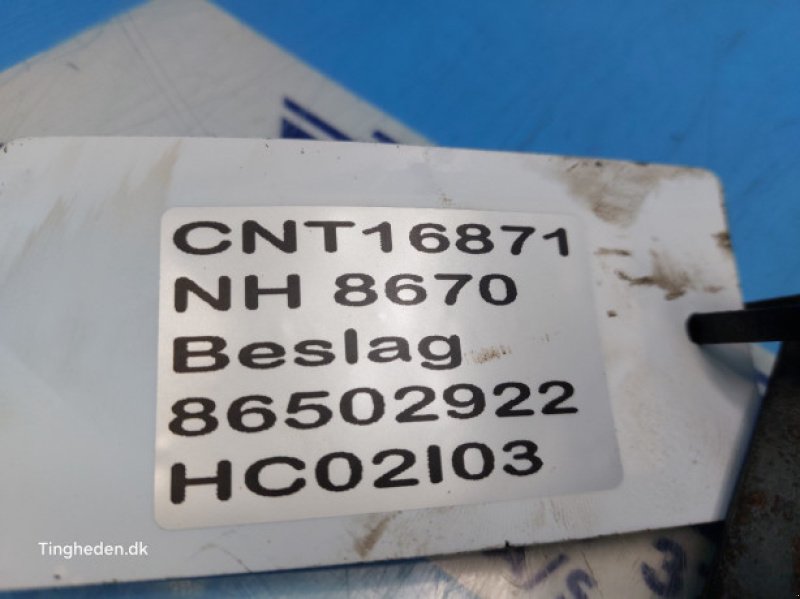 CNT16871
NH 8670
Beslag
86502922
HC02I03
Tingheden.dk